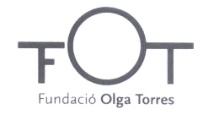 FOT
Fundació Olga Torres